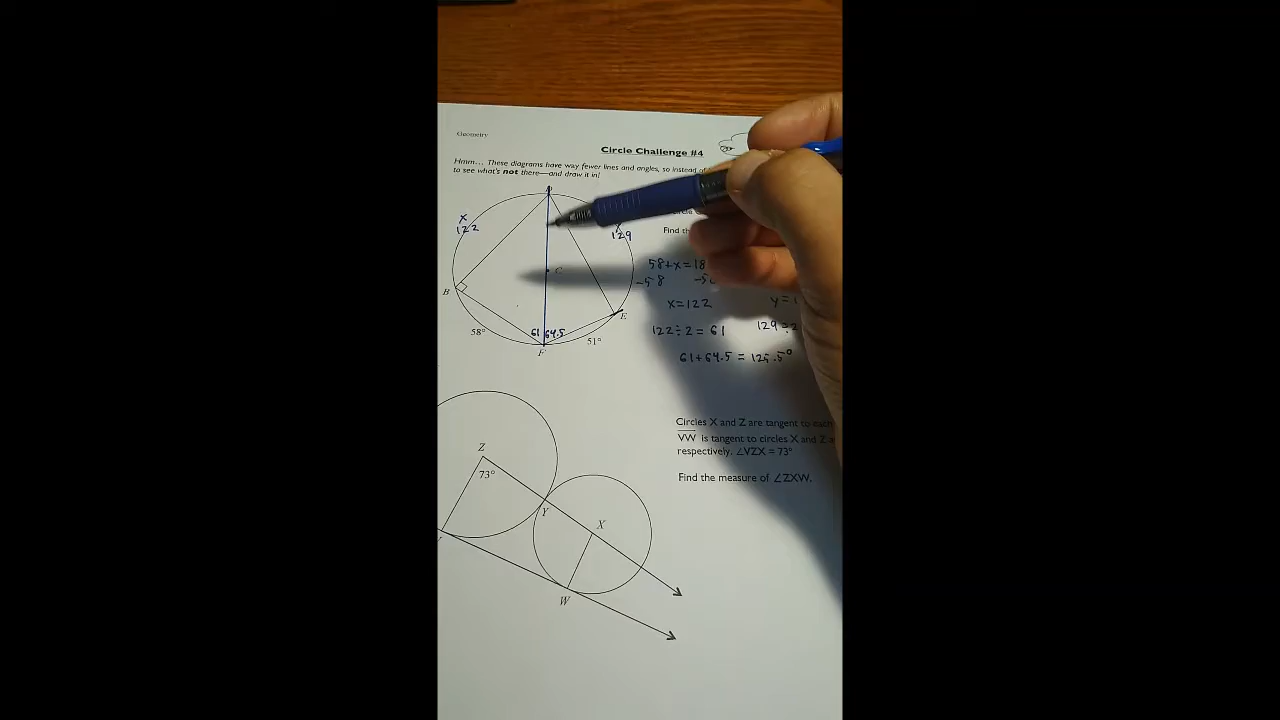 Geometry
Circle Challenge #4
Hmm... These diagrams have way fewer lines and angles, so instead of
to see what's not there—and draw it in!
Find
x
122
129
C
B
E
F
61
64.5
58°
51°
58+x=18
-58
x=122
y=1
122÷2=61
129÷2
61+64.5=125.5°
Circles X and Z are tangent to each
VW is tangent to circles X and Z
respectively. ∠VZX = 73°
Find the measure of ∠ZXW.
Z
73°
Y
X
W